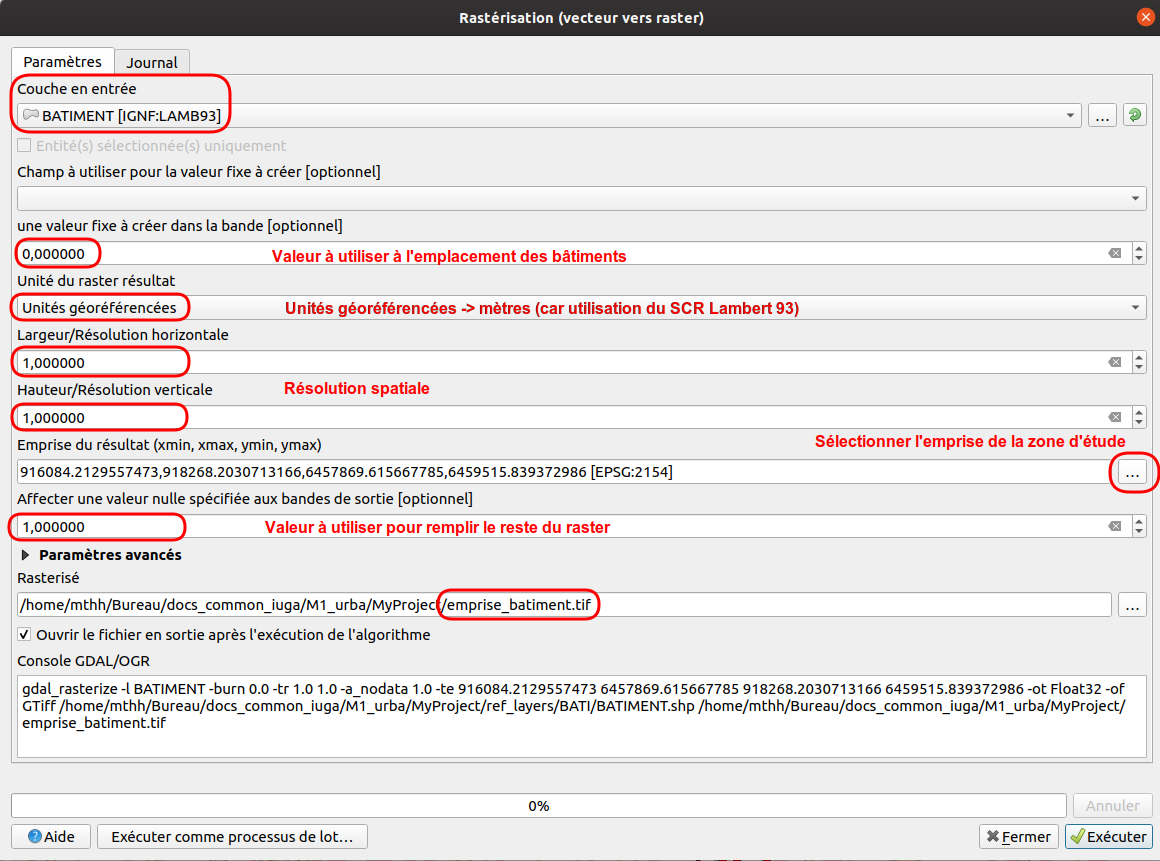 Rastérisation (vecteur vers raster)
Paramètres Journal
Couche en entrée
BATIMENT [IGNF:LAMB93]
...
Entité(s) sélectionnée(s) uniquement
Champ à utiliser pour la valeur fixe à créer [optionnel]
une valeur fixe à créer dans la bande [optionnel]
0,000000
Valeur à utiliser à l'emplacement des bâtiments
Unité du raster résultat
Unités géoréférencées
Unités géoréférencées -> mètres (car utilisation du SCR Lambert 93)
Largeur/Résolution horizontale
1,000000
Hauteur/Résolution verticale
Résolution spatiale
1,000000
Emprise du résultat (xmin, xmax, ymin, ymax)
Sélectionner l'emprise de la zone d'étude
916084.2129557473,918268.2030713166,6457869.615667785,6459515.839372986 [EPSG:2154]
...
Affecter une valeur nulle spécifiée aux bandes de sortie [optionnel]
1,000000
Valeur à utiliser pour remplir le reste du raster
Paramètres avancés
Rasterisé
/home/mthh/Bureau/docs_common_iuga/M1_urba/MyProject/emprise_batiment.tif
...
Ouvrir le fichier en sortie après l'exécution de l'algorithme
Console GDAL/OGR
gdal_rasterize -l BATIMENT -burn 0.0 -tr 1.0 1.0 -a_nodata 1.0 -te 916084.2129557473 6457869.615667785 918268.2030713166 6459515.839372986 -ot Float32 -of
GTiff /home/mthh/Bureau/docs_common_iuga/M1_urba/MyProject/ref_layers/BATI/BATIMENT.shp /home/mthh/Bureau/docs_common_iuga/M1_urba/MyProject/
emprise_batiment.tif
0%
Annuler
Aide
Exécuter comme processus de lot...
Fermer
Exécuter